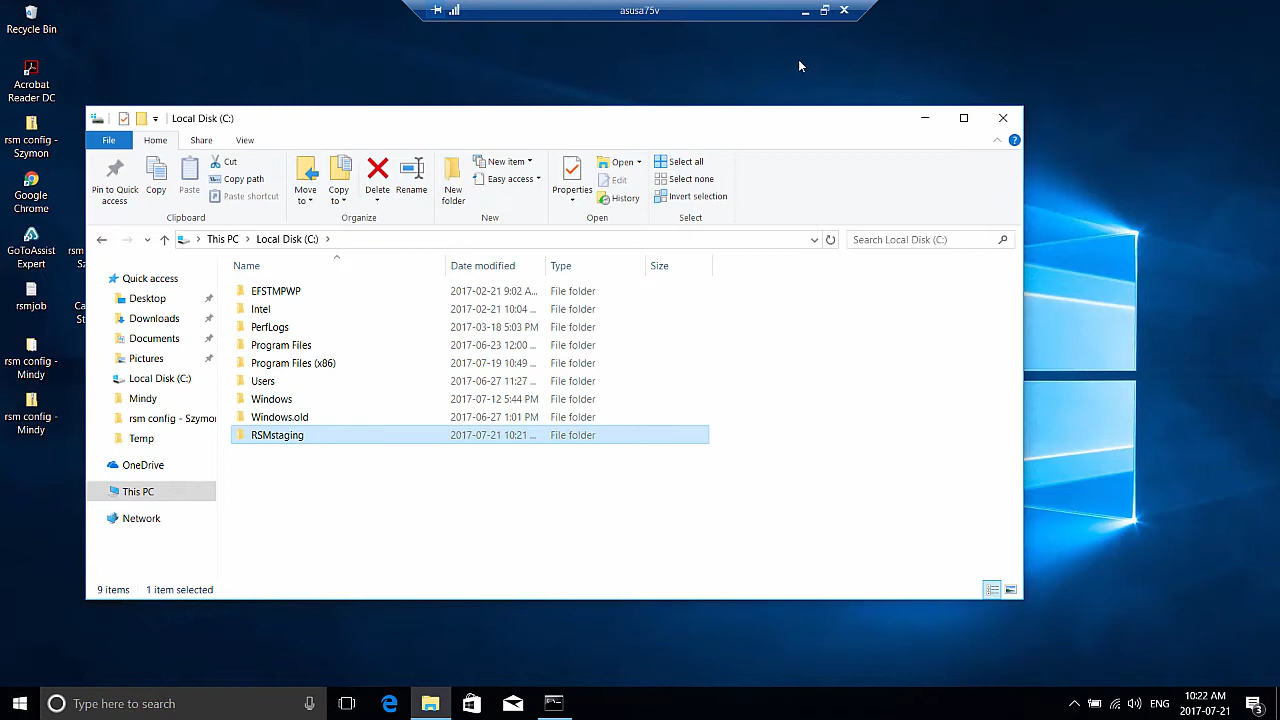 asusa75v
Recycle Bin
Acrobat
Reader DC
rsm config -
Szymon
Google
Chrome
GoToAssist
Expert
rsm
rsmjob
Ca
St
rsm config -
Mindy
rsm config -
Mindy
Local Disk (C:)
File
Home
Share
View
Pin to Quick
access
Copy
Paste
Cut
Copy path
Paste shortcut
Clipboard
Move
to
Copy
to
Delete
Rename
Organize
New
folder
New item
Easy access
New
Properties
Open
Edit
History
Open
Select all
Select none
Invert selection
Select
This PC
Local Disk (C:)
Search Local Disk (C:)
Quick access
Desktop
Downloads
Documents
Pictures
Local Disk (C:)
Mindy
rsm config - Szymo
Temp
OneDrive
This PC
Network
Name Date modified Type Size
EFSTMPWP 2017-02-21 9:02 A... File folder
Intel 2017-02-21 10:04 ... File folder
PerfLogs 2017-03-18 5:03 PM File folder
Program Files 2017-06-23 12:00 ... File folder
Program Files (x86) 2017-07-19 10:49 ... File folder
Users 2017-06-27 11:27 ... File folder
Windows 2017-07-12 5:44 PM File folder
Windows.old 2017-06-27 1:01 PM File folder
RSMstaging 2017-07-21 10:21 ... File folder
9 items 1 item selected
Type here to search
ENG
10:22 AM
2017-07-21
3